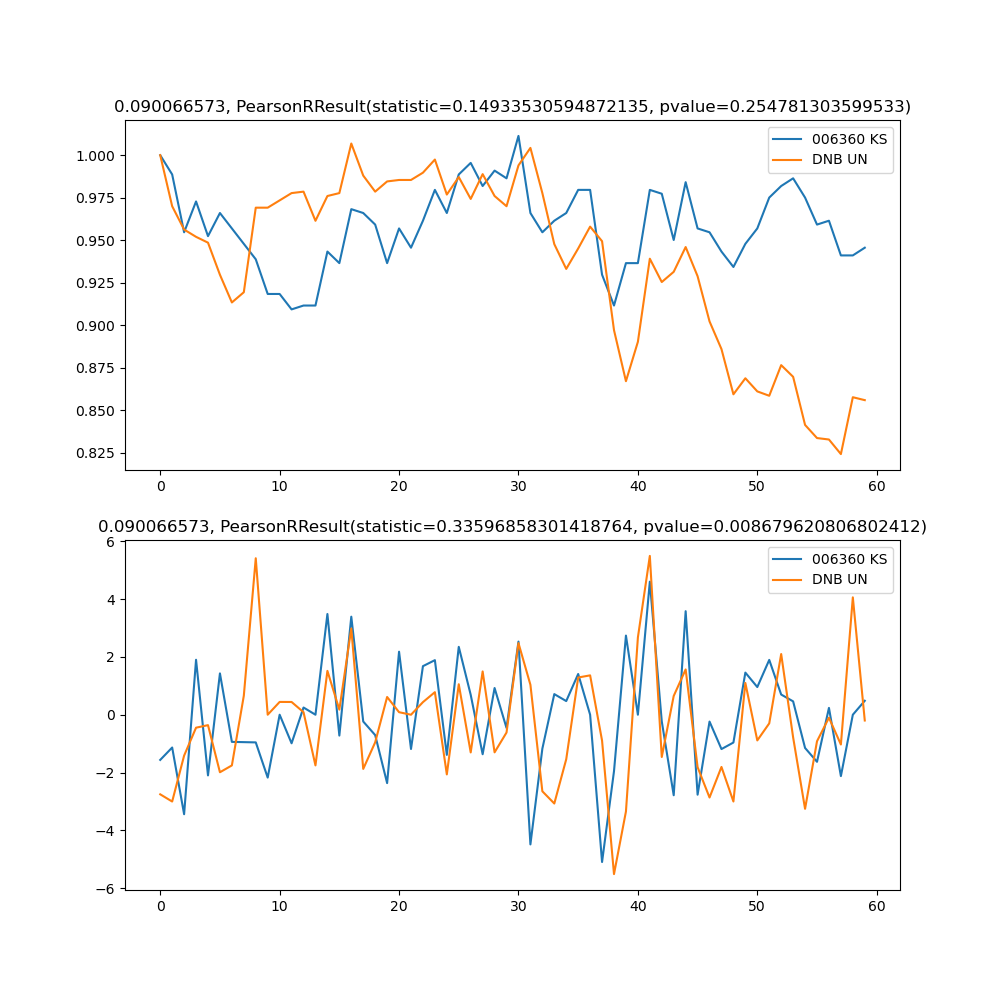 0.090066573, PearsonRResult(statistic=0.14933530594872135, pvalue=0.254781303599533)
006360 KS
DNB UN
1.000
0.975
0.950
0.925
0.900
0.875
0.850
0.825
0 10 20 30 40 50 60
0.090066573, PearsonRResult(statistic=0.33596858301418764, pvalue=0.008679620806802412)
006360 KS
DNB UN
6
4
2
0
−2
−4
−6
0 10 20 30 40 50 60